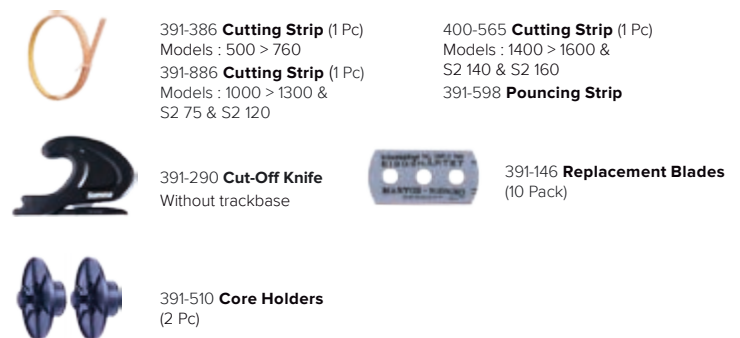 391-386 Cutting Strip (1 Pc)
Models : 500 > 760
391-886 Cutting Strip (1 Pc)
Models : 1000 > 1300 &
S2 75 & S2 120
400-565 Cutting Strip (1 Pc)
Models : 1400 > 1600 &
S2 140 & S2 160
391-598 Pouncing Strip
391-290 Cut-Off Knife
Without trackbase
391-146 Replacement Blades
(10 Pack)
391-510 Core Holders
(2 Pc)